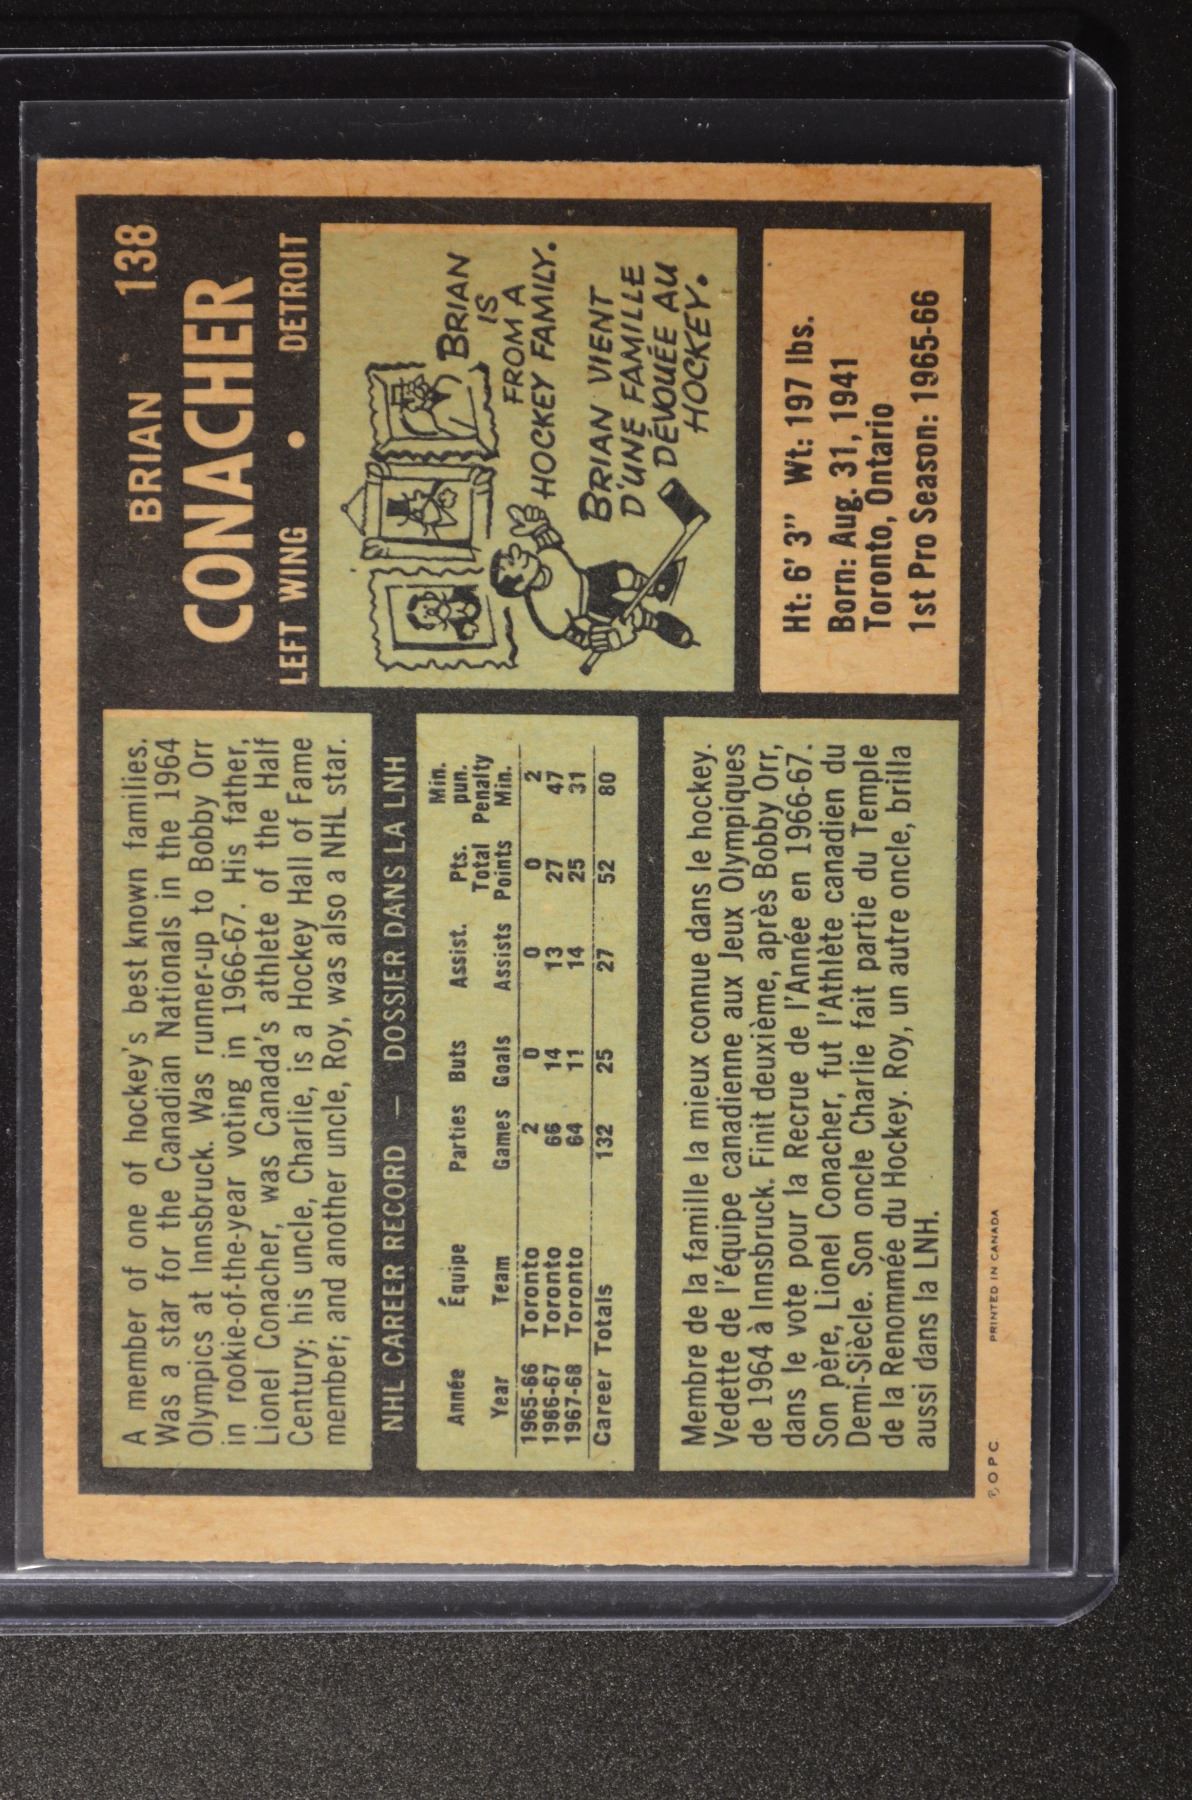 BRIAN 138
CONACHER
LEFT WING • DETROIT
A member of one of hockey's best known families.
Was a star for the Canadian Nationals in the 1964
Olympics at Innsbruck. Was runner-up to Bobby Orr
in rookie-of-the-year voting in 1966-67. His father,
Lionel Conacher, was Canada's athlete of the Half
Century; his uncle, Charlie, is a Hockey Hall of Fame
member; and another uncle, Roy, was also a NHL star.
BRIAN
IS
FROM A
HOCKEY FAMILY.
BRIAN VIENT
D'UNE FAMILLE
DÉVOUÉE AU
HOCKEY.
NHL CAREER RECORD — DOSSIER DANS LA LNH
Année Équipe Parties Buts Assist. Pts. Total Min. pun.
Year Team Games Goals Assists Points Penalty Min.
1965-66 Toronto 2 0 0 0 2
1966-67 Toronto 66 14 13 27 47
1967-68 Toronto 64 11 14 25 31
Career Totals 132 25 27 52 80
Ht: 6' 3" Wt: 197 lbs.
Born: Aug. 31, 1941
Toronto, Ontario
1st Pro Season: 1965-66
Membre de la famille la mieux connue dans le hockey.
Vedette de l'équipe canadienne aux Jeux Olympiques
de 1964 à Innsbruck. Finit deuxième, après Bobby Orr,
dans le vote pour la Recrue de l'Année en 1966-67.
Son père, Lionel Conacher, fut l'Athlète canadien du
Demi-Siècle. Son oncle Charlie fait partie du Temple
de la Renommée du Hockey. Roy, un autre oncle, brilla
aussi dans la LNH.
© O P C. PRINTED IN CANADA